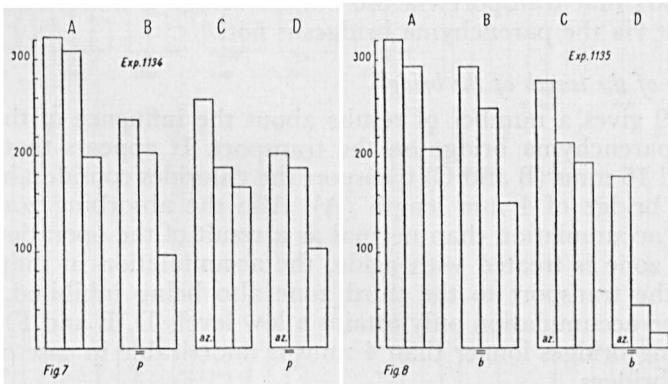 A B C D
Exp. 1134
300
200
100
az. az.
p p
Fig 7
A B C D
Exp. 1135
300
200
100
az. az.
b b
Fig 8